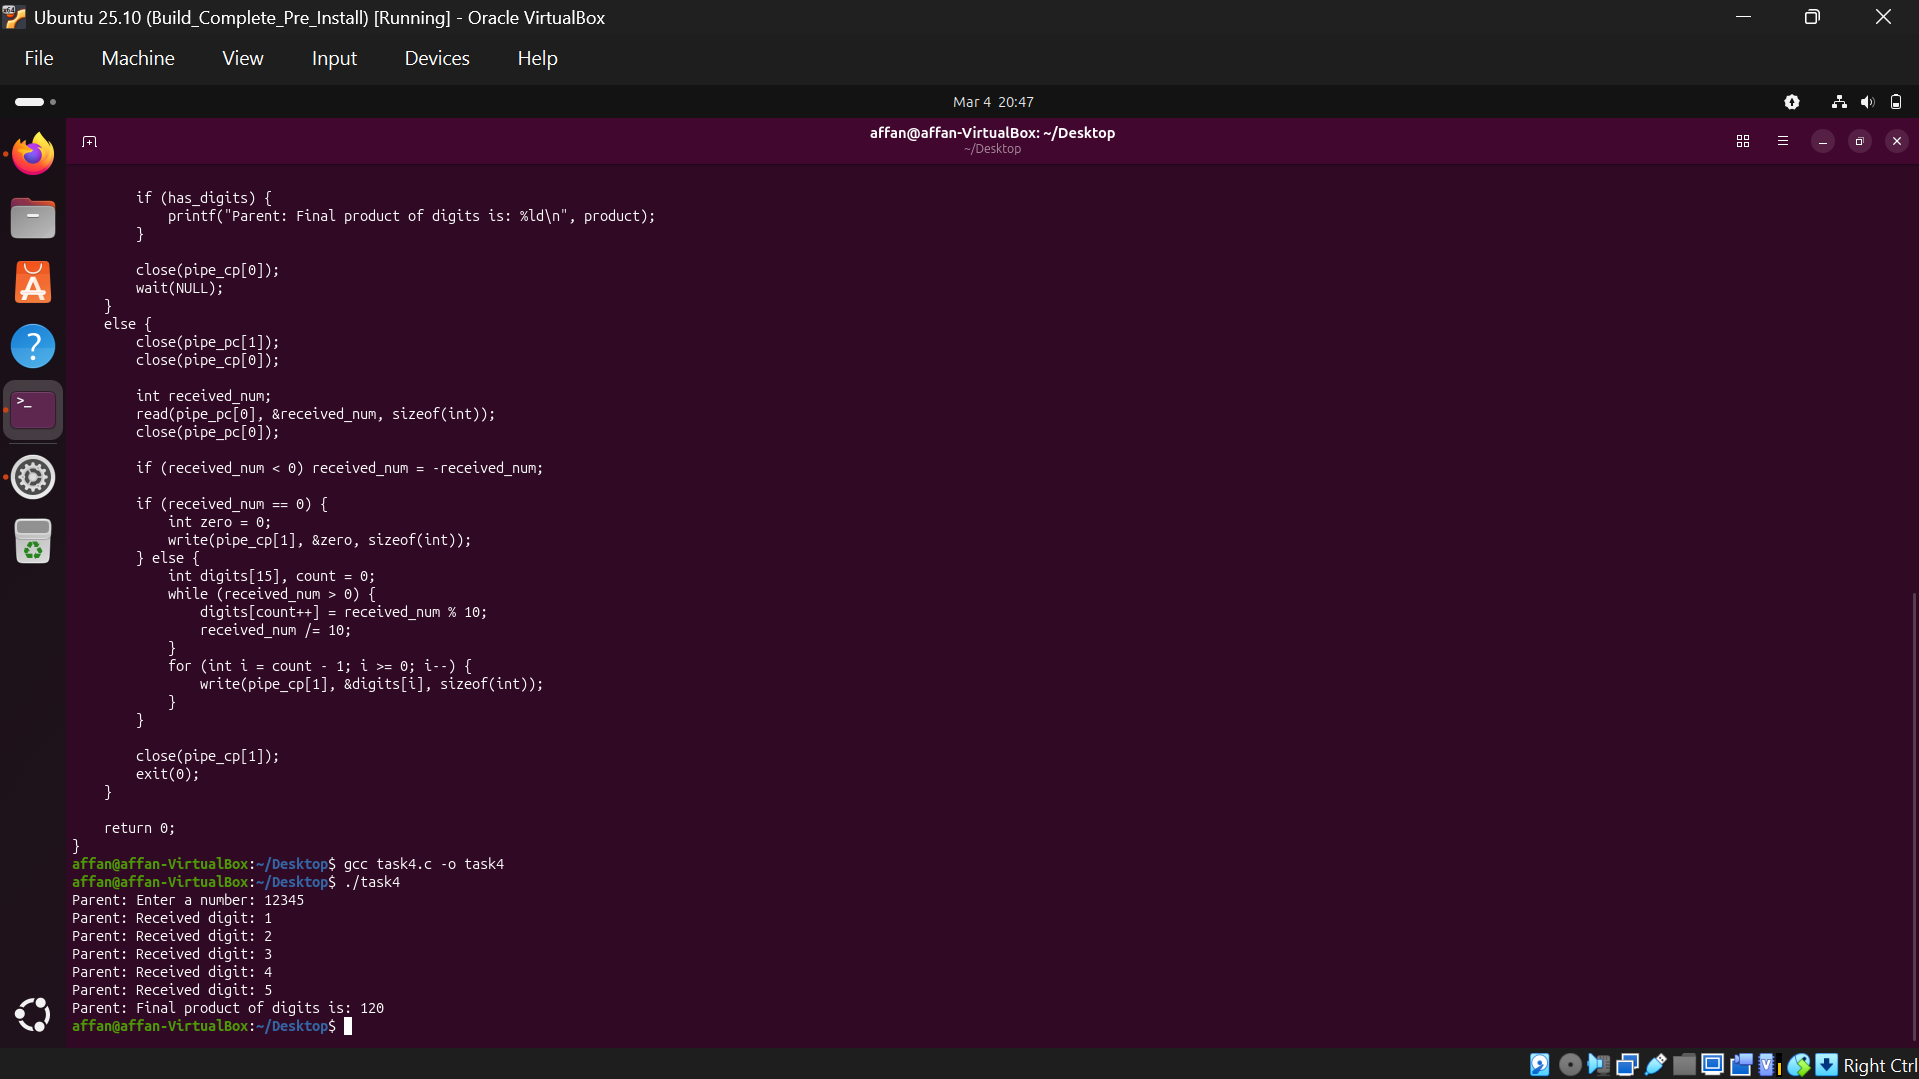 Ubuntu 25.10 (Build_Complete_Pre_Install) [Running] - Oracle VirtualBox
File Machine View Input Devices Help
Mar 4 20:47
affan@affan-VirtualBox: ~/Desktop
~/Desktop
        if (has_digits) {
            printf("Parent: Final product of digits is: %ld\n", product);
        }

        close(pipe_cp[0]);
        wait(NULL);
    }
    else {
        close(pipe_pc[1]);
        close(pipe_cp[0]);

        int received_num;
        read(pipe_pc[0], &received_num, sizeof(int));
        close(pipe_pc[0]);

        if (received_num < 0) received_num = -received_num;

        if (received_num == 0) {
            int zero = 0;
            write(pipe_cp[1], &zero, sizeof(int));
        } else {
            int digits[15], count = 0;
            while (received_num > 0) {
                digits[count++] = received_num % 10;
                received_num /= 10;
            }
            for (int i = count - 1; i >= 0; i--) {
                write(pipe_cp[1], &digits[i], sizeof(int));
            }
        }

        close(pipe_cp[1]);
        exit(0);
    }

    return 0;
}
affan@affan-VirtualBox:~/Desktop$ gcc task4.c -o task4
affan@affan-VirtualBox:~/Desktop$ ./task4
Parent: Enter a number: 12345
Parent: Received digit: 1
Parent: Received digit: 2
Parent: Received digit: 3
Parent: Received digit: 4
Parent: Received digit: 5
Parent: Final product of digits is: 120
affan@affan-VirtualBox:~/Desktop$
Right Ctrl